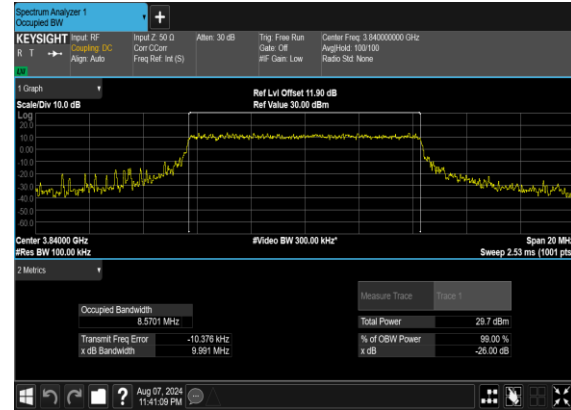 Spectrum Analyzer 1
Occupied BW
KEYSIGHT Input: RF Input Z: 50 Ω Atten: 30 dB Trig: Free Run Center Freq: 3.840000000 GHz
R T Coupling: DC Corr CCorr Gate: Off Avg|Hold: 100/100
Align: Auto Freq Ref: Int (S) #IF Gain: Low Radio Std: None
LV
1 Graph Ref Lvl Offset 11.90 dB
Scale/Div 10.0 dB Ref Value 30.00 dBm
Log
20.0
10.0
0.00
-10.0
-20.0
-30.0
-40.0
-50.0
-60.0
Center 3.84000 GHz #Video BW 300.00 kHz* Span 20 MHz
#Res BW 100.00 kHz Sweep 2.53 ms (1001 pts
2 Metrics
Measure Trace Trace 1
Occupied Bandwidth
8.5701 MHz Total Power 29.7 dBm
Transmit Freq Error -10.376 kHz % of OBW Power 99.00 %
x dB Bandwidth 9.991 MHz x dB -26.00 dB
? Aug 07, 2024
11:41:09 PM